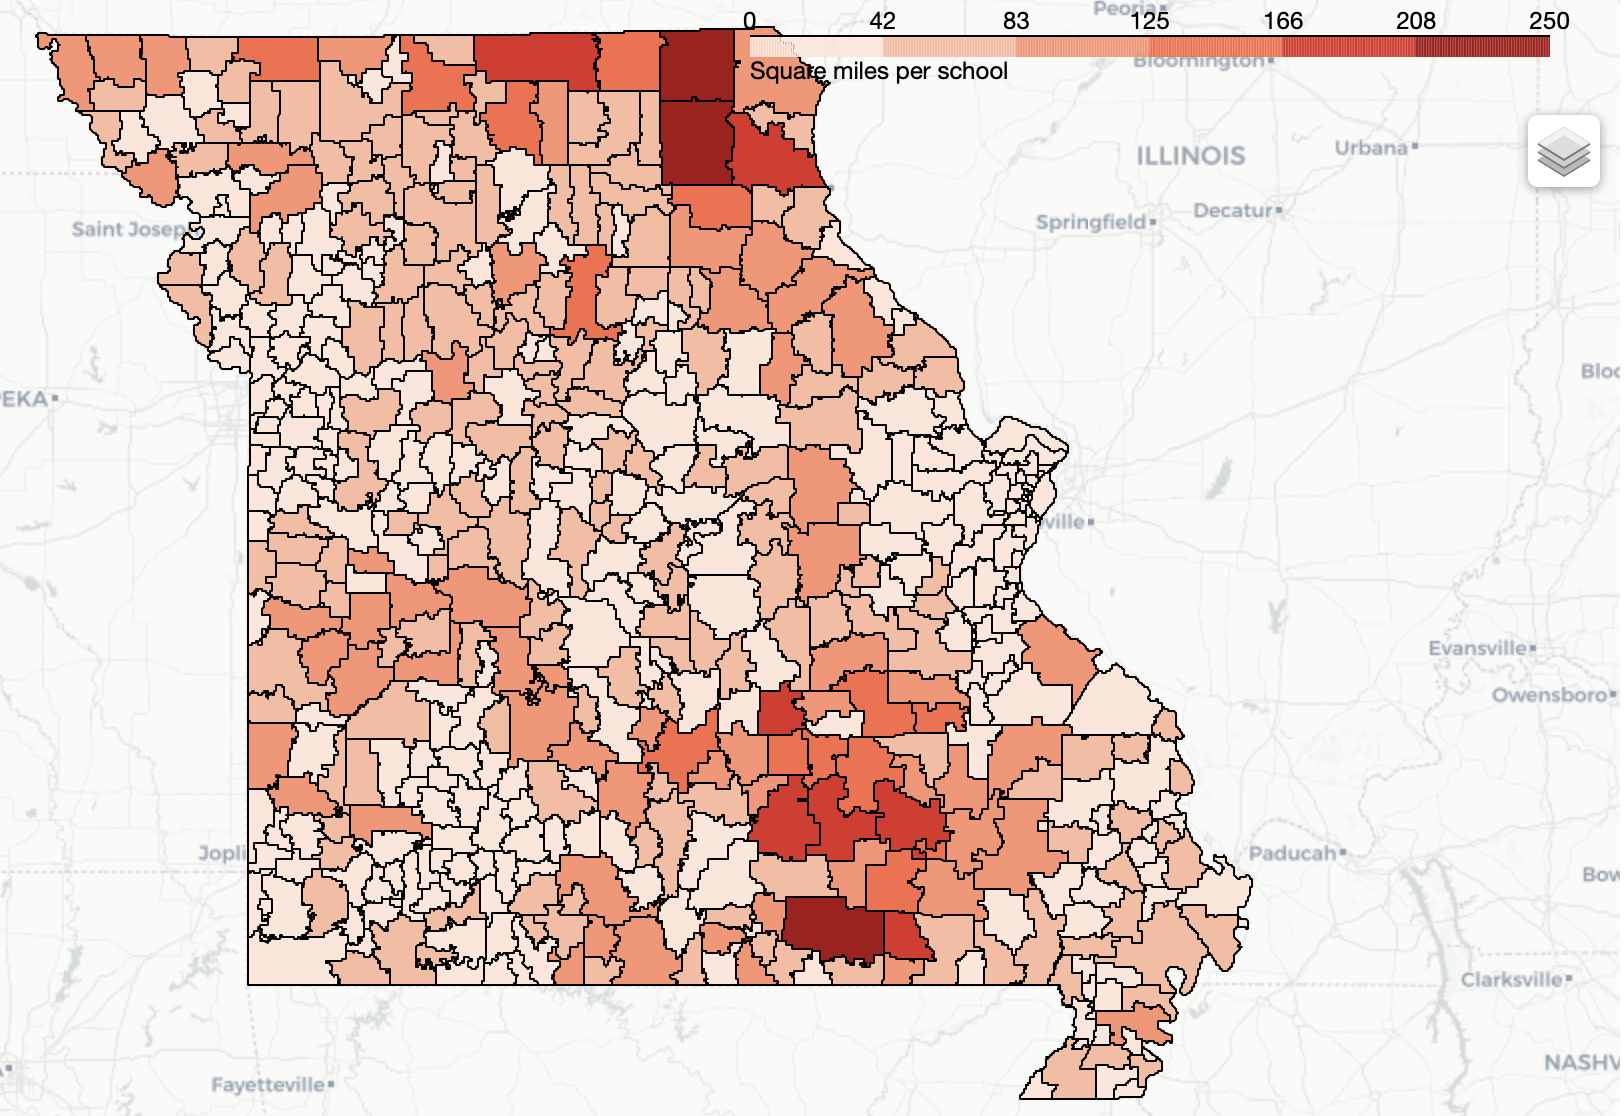 Peoria
0 42 83 125 166 208 250
Bloomington
Square miles per school
ILLINOIS
Urbana
Springfield
Decatur
Saint Joseph
Bloo
EKA
ville
Evansville
Owensboro
Jopli
Paducah
Bow
Clarksville
NASHV
Fayetteville